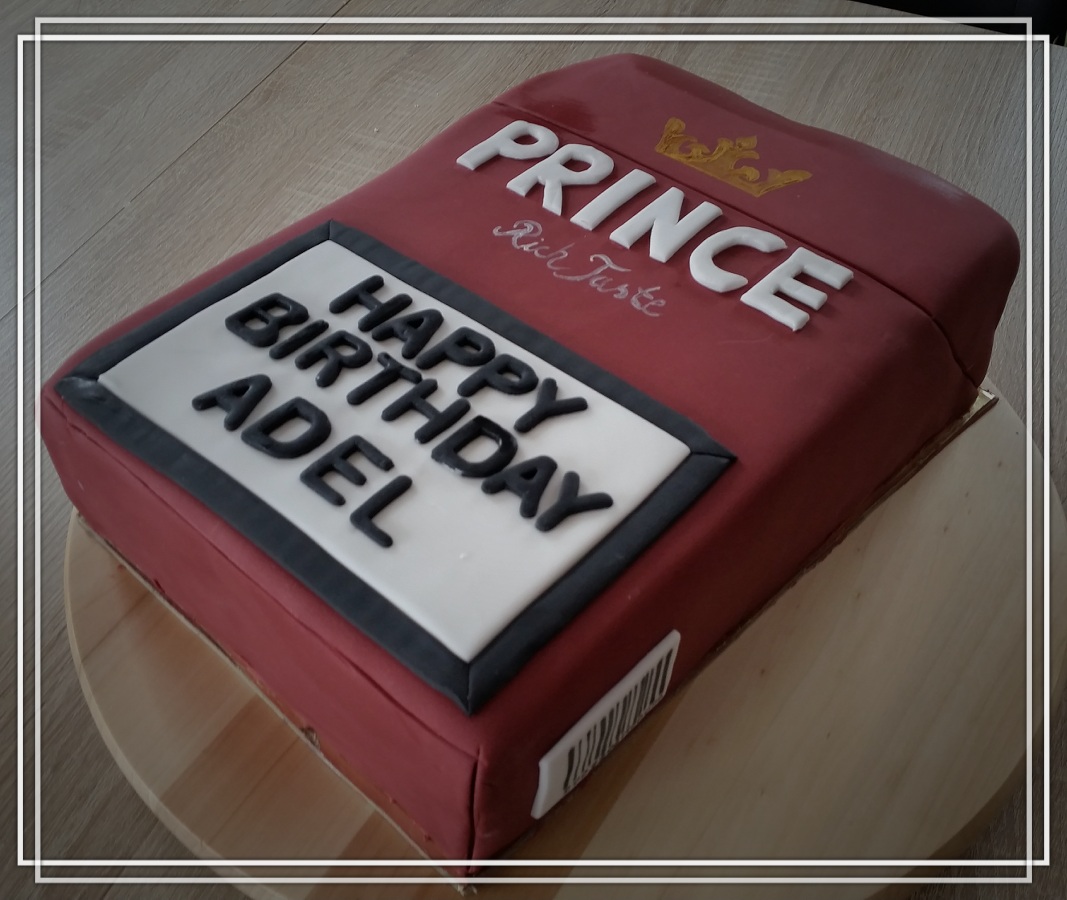 PRINCE
Rich Taste
HAPPY
BIRTHDAY
ADEL